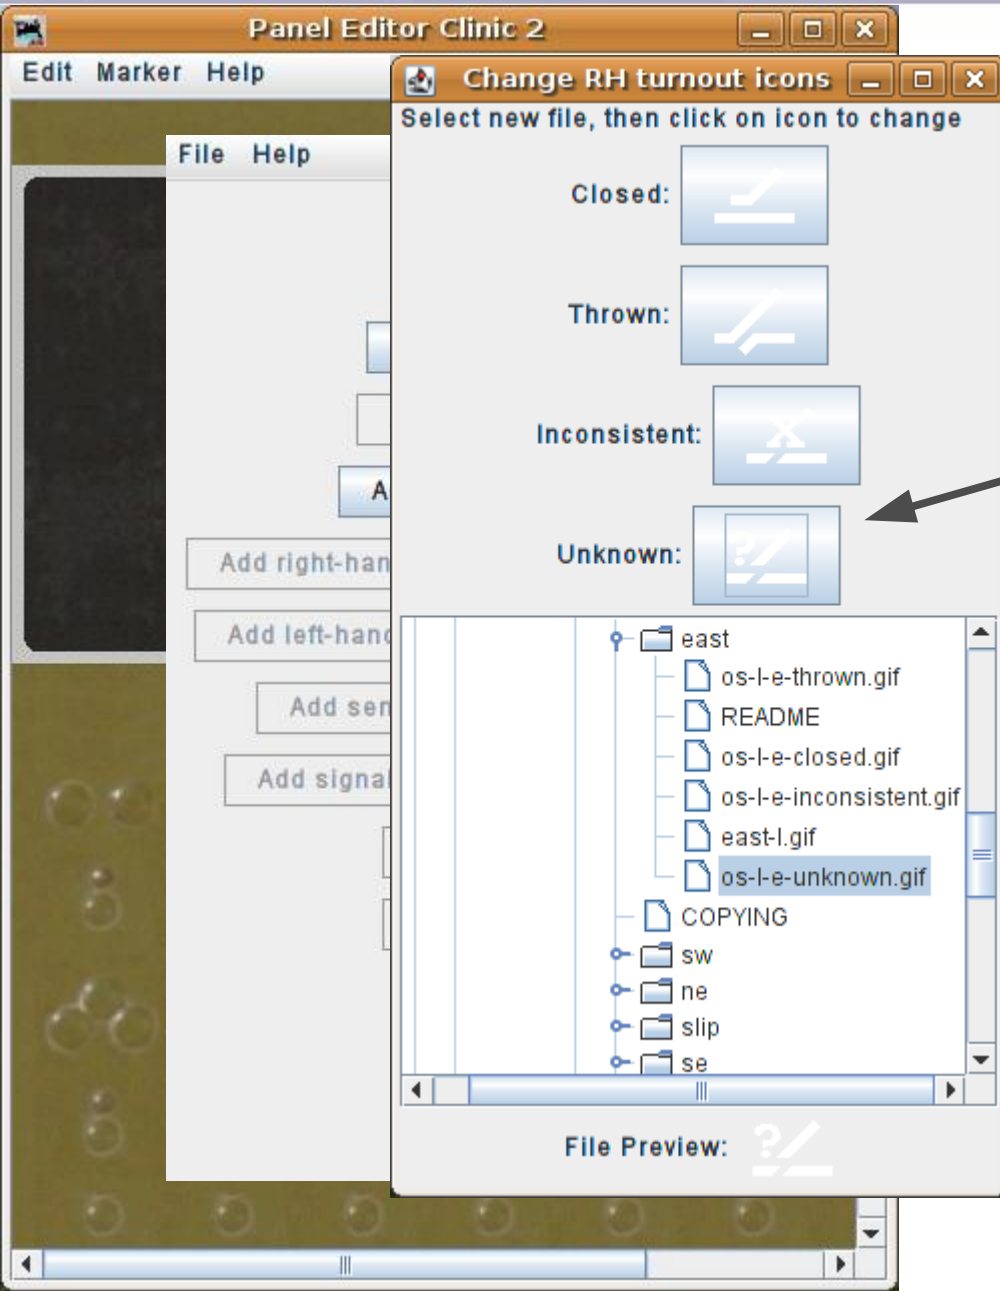 Panel Editor Clinic 2
Edit Marker Help
File Help
A
Add right-han
Add left-hand
Add sen
Add signal
Change RH turnout icons
Select new file, then click on icon to change
Closed:
Thrown:
Inconsistent:
Unknown:
?
east
os-l-e-thrown.gif
README
os-l-e-closed.gif
os-l-e-inconsistent.gif
east-l.gif
os-l-e-unknown.gif
COPYING
sw
ne
slip
se
File Preview: ?